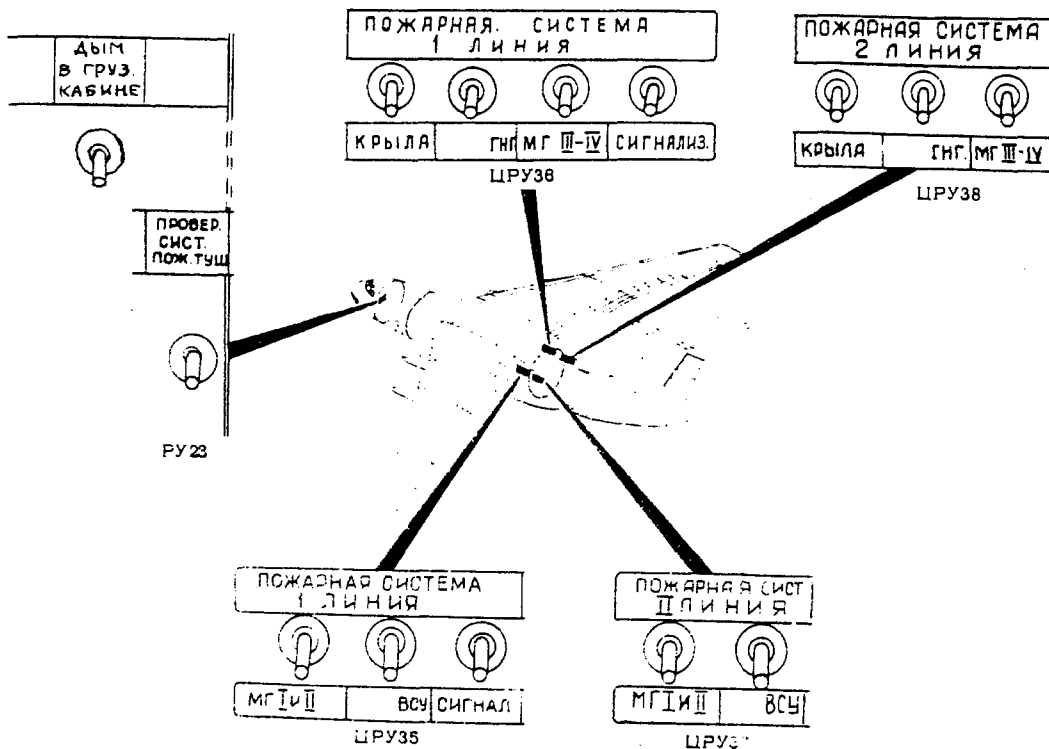 ДЫМ
В ГРУЗ.
КАБИНЕ
ПРОВЕР.
СИСТ.
ПОЖ.ТУШ
РУ23
ПОЖАРНАЯ. СИСТЕМА
1 ЛИНИЯ
КРЫЛА ГНГ МГ III-IV СИГНАЛИЗ.
ЦРУ36
ПОЖАРНАЯ СИСТЕМА
2 ЛИНИЯ
КРЫЛА ГНГ. МГ III-IV
ЦРУ38
ПОЖАРНАЯ СИСТЕМА
1 ЛИНИЯ
МГ I И II ВСУ СИГНАЛ
ЦРУ35
ПОЖАРНАЯ СИСТ
II ЛИНИЯ
МГ I И II ВСУ